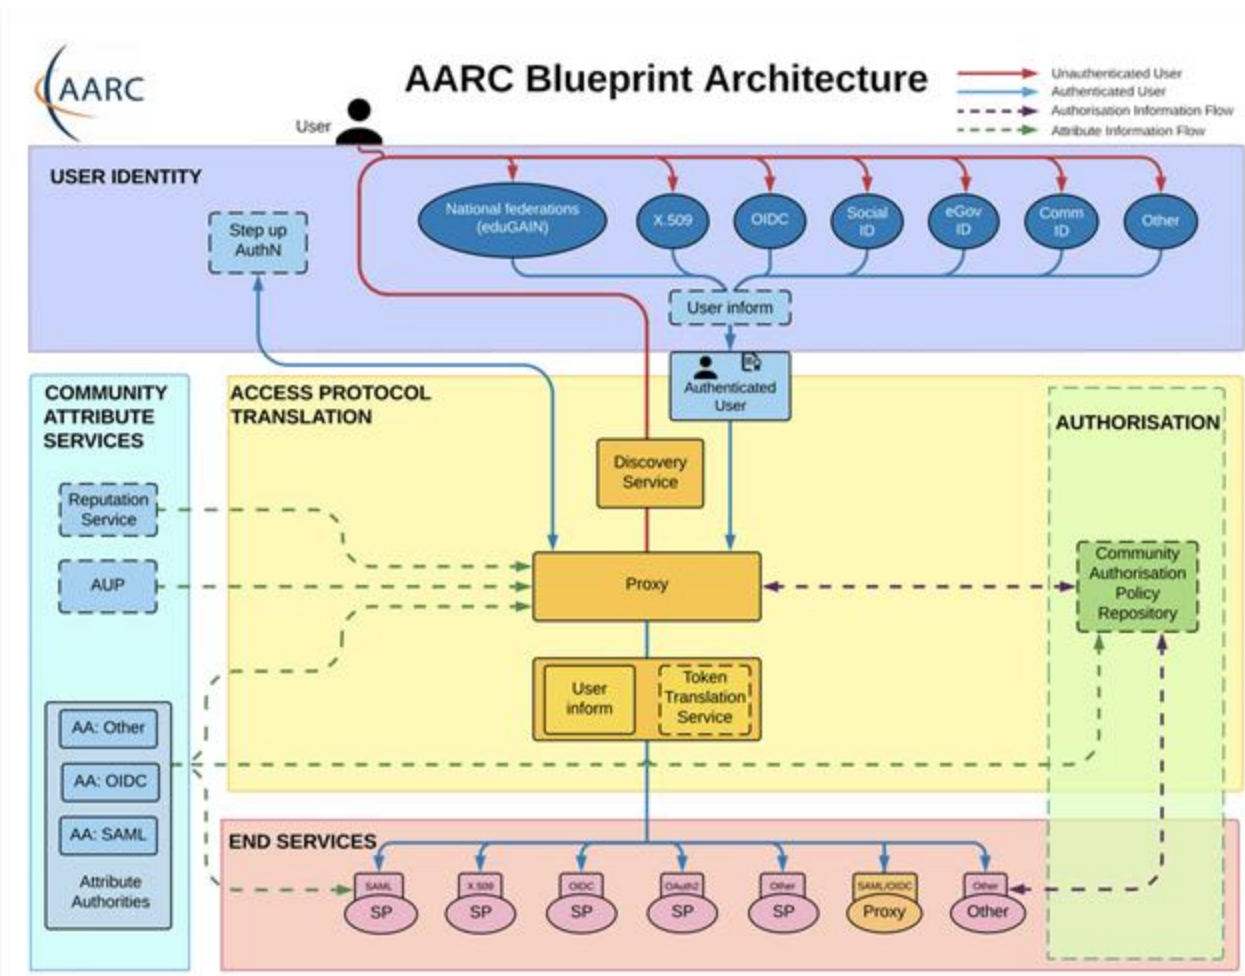 AARC
AARC Blueprint Architecture
Unauthenticated User
Authenticated User
Authorisation Information Flow
Attribute Information Flow
User
USER IDENTITY
Step up
AuthN
National federations
(eduGAIN)
X.509
OIDC
Social
ID
eGov
ID
Comm
ID
Other
User inform
Authenticated
User
COMMUNITY
ATTRIBUTE
SERVICES
ACCESS PROTOCOL
TRANSLATION
AUTHORISATION
Reputation
Service
AUP
Discovery
Service
Proxy
Community
Authorisation
Policy
Repository
User
inform
Token
Translation
Service
AA: Other
AA: OIDC
AA: SAML
Attribute
Authorities
END SERVICES
SAML
SP
X.509
SP
OIDC
SP
OAuth2
SP
Other
SP
SAML/OIDC
Proxy
Other
Other